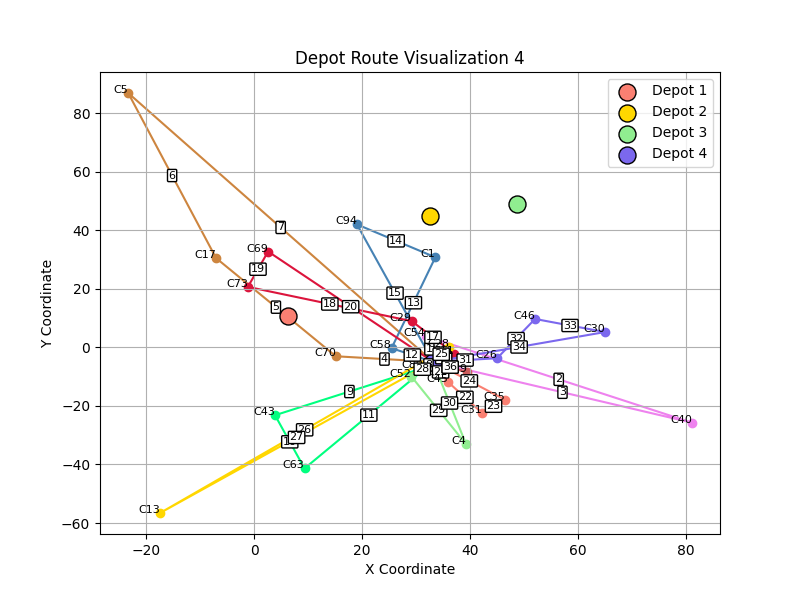 Depot Route Visualization 4
Depot 1
Depot 2
Depot 3
Depot 4
Y Coordinate
80
60
40
20
0
−20
−40
−60
−20
0
20
40
60
80
X Coordinate
C5
6
C94
7
14
C1
C69
C17
19
15
C73
13
5
18
20
C29
C46
33
C30
C54
17
32
C58
34
25
C70
4
12
31
C26
28
36
C52
24
2
9
3
22
C35
C43
11
29
30
C31
23
C40
26
27
C4
C63
C13